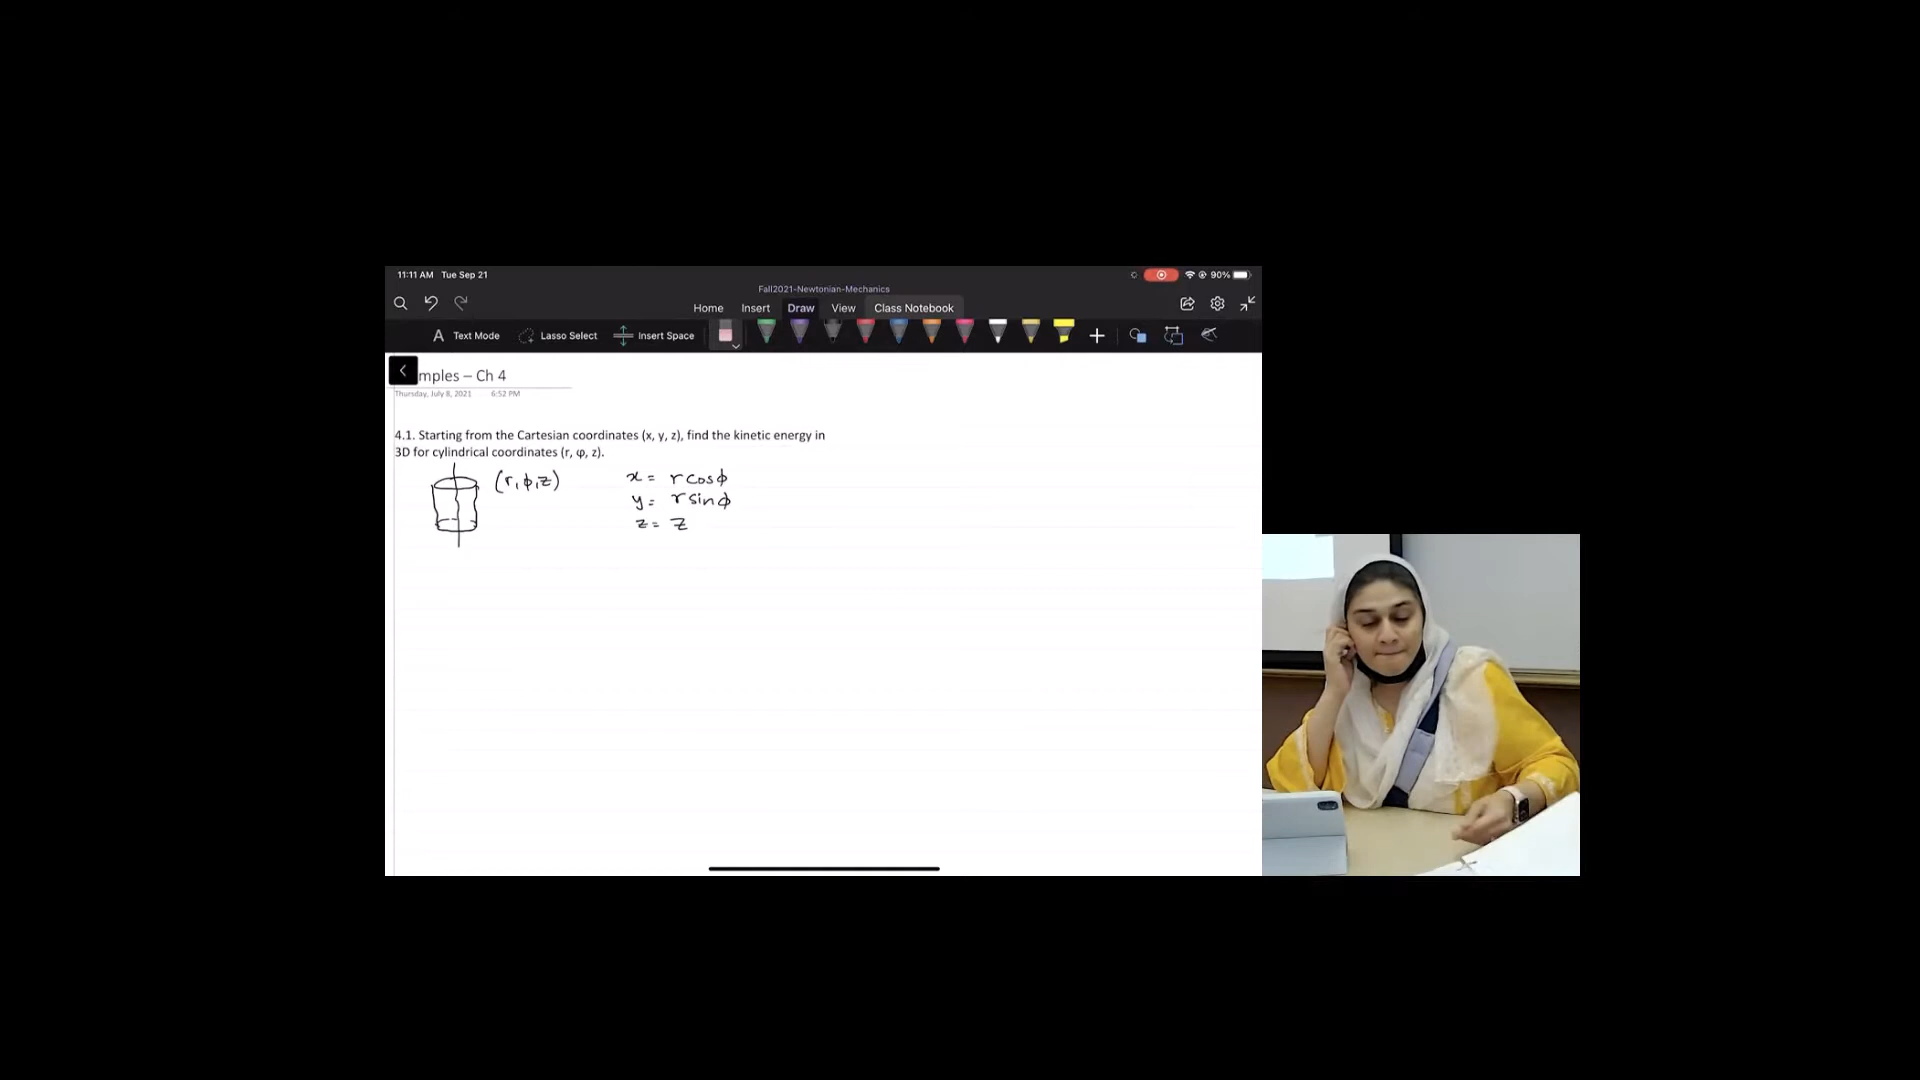 11:11 AM Tue Sep 21
90%
Fall2021-Newtonian-Mechanics
Home Insert Draw View Class Notebook
A Text Mode Lasso Select Insert Space
mples – Ch 4
Thursday, July 8, 2021 6:52 PM
4.1. Starting from the Cartesian coordinates (x, y, z), find the kinetic energy in
3D for cylindrical coordinates (r, φ, z).
(r, ϕ, z)
x = r cos ϕ
y = r sin ϕ
z = z